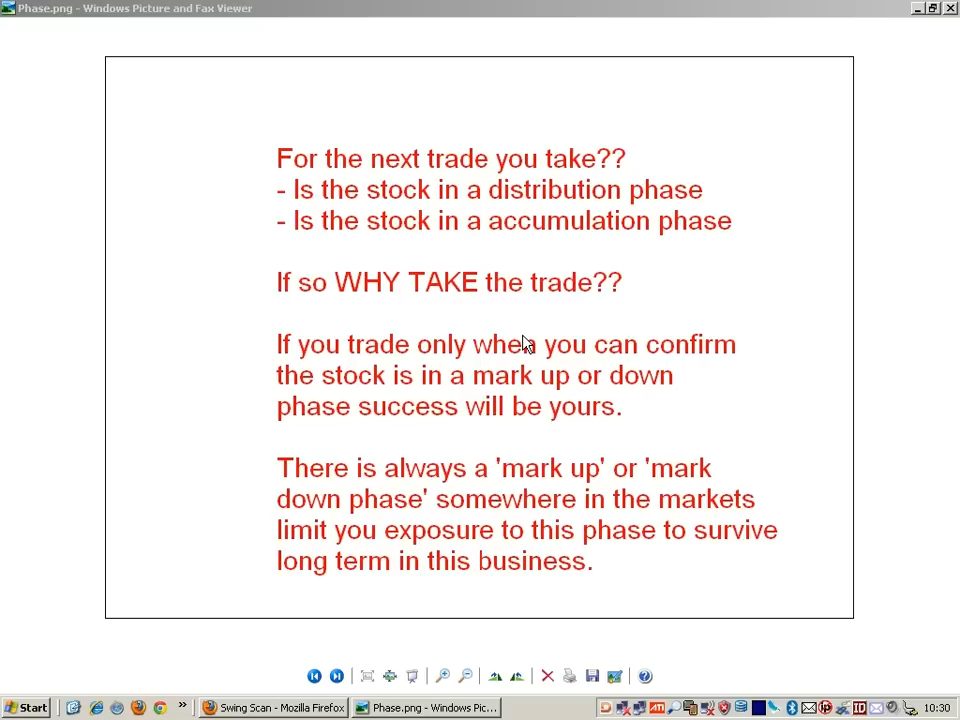 Phase.png - Windows Picture and Fax Viewer
For the next trade you take??
- Is the stock in a distribution phase
- Is the stock in a accumulation phase
If so WHY TAKE the trade??
If you trade only when you can confirm
the stock is in a mark up or down
phase success will be yours.
There is always a 'mark up' or 'mark
down phase' somewhere in the markets
limit you exposure to this phase to survive
long term in this business.
Start
Swing Scan - Mozilla Firefox
Phase.png - Windows Pic...
10:30